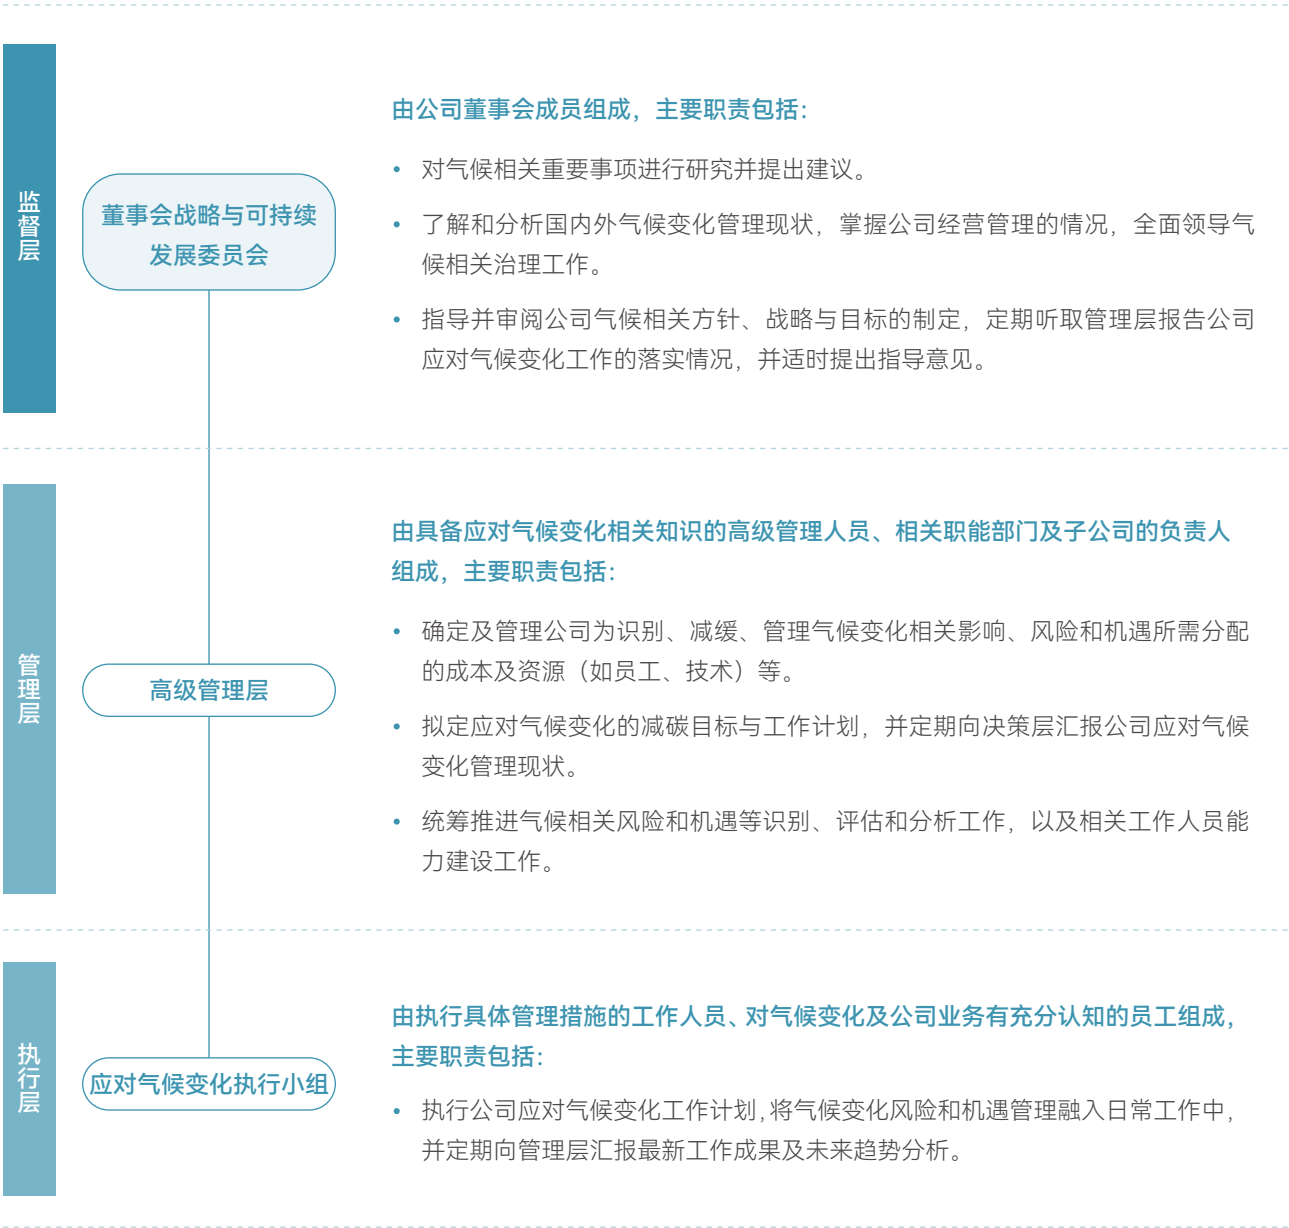 监督层
董事会战略与可持续
发展委员会
由公司董事会成员组成，主要职责包括：
• 对气候相关重要事项进行研究并提出建议。
• 了解和分析国内外气候变化管理现状，掌握公司经营管理的情况，全面领导气
候相关治理工作。
• 指导并审阅公司气候相关方针、战略与目标的制定，定期听取管理层报告公司
应对气候变化工作的落实情况，并适时提出指导意见。
管理层
高级管理层
由具备应对气候变化相关知识的高级管理人员、相关职能部门及子公司的负责人
组成，主要职责包括：
• 确定及管理公司为识别、减缓、管理气候变化相关影响、风险和机遇所需分配
的成本及资源（如员工、技术）等。
• 拟定应对气候变化的减碳目标与工作计划，并定期向决策层汇报公司应对气候
变化管理现状。
• 统筹推进气候相关风险和机遇等识别、评估和分析工作，以及相关工作人员能
力建设工作。
执行层
应对气候变化执行小组
由执行具体管理措施的工作人员、对气候变化及公司业务有充分认知的员工组成，
主要职责包括：
• 执行公司应对气候变化工作计划，将气候变化风险和机遇管理融入日常工作中，
并定期向管理层汇报最新工作成果及未来趋势分析。